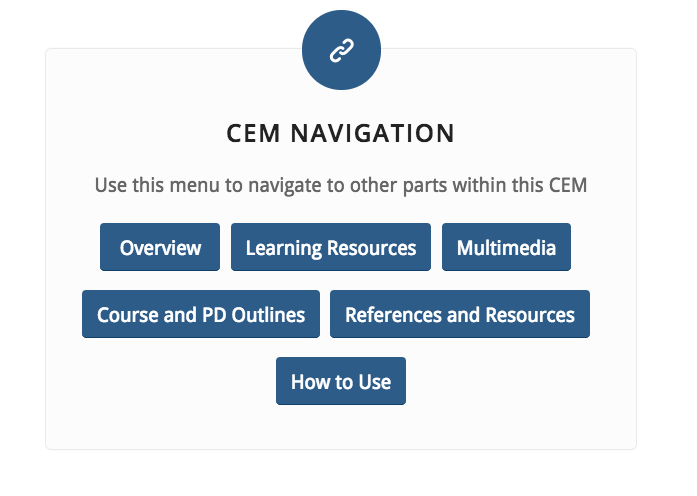 CEM NAVIGATION
Use this menu to navigate to other parts within this CEM
Overview Learning Resources Multimedia
Course and PD Outlines References and Resources
How to Use